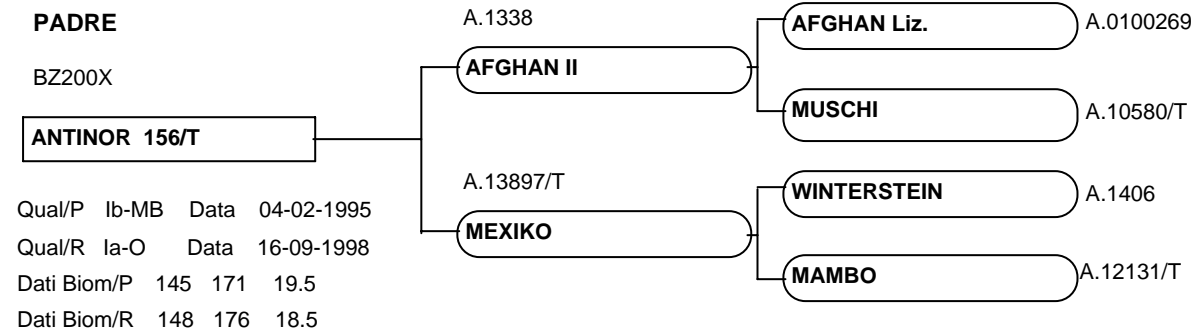 PADRE
BZ200X
ANTINOR 156/T
Qual/P Ib-MB Data 04-02-1995
Qual/R Ia-O Data 16-09-1998
Dati Biom/P 145 171 19.5
Dati Biom/R 148 176 18.5
A.1338
AFGHAN II
A.13897/T
MEXIKO
AFGHAN Liz. A.0100269
MUSCHI A.10580/T
WINTERSTEIN A.1406
MAMBO A.12131/T